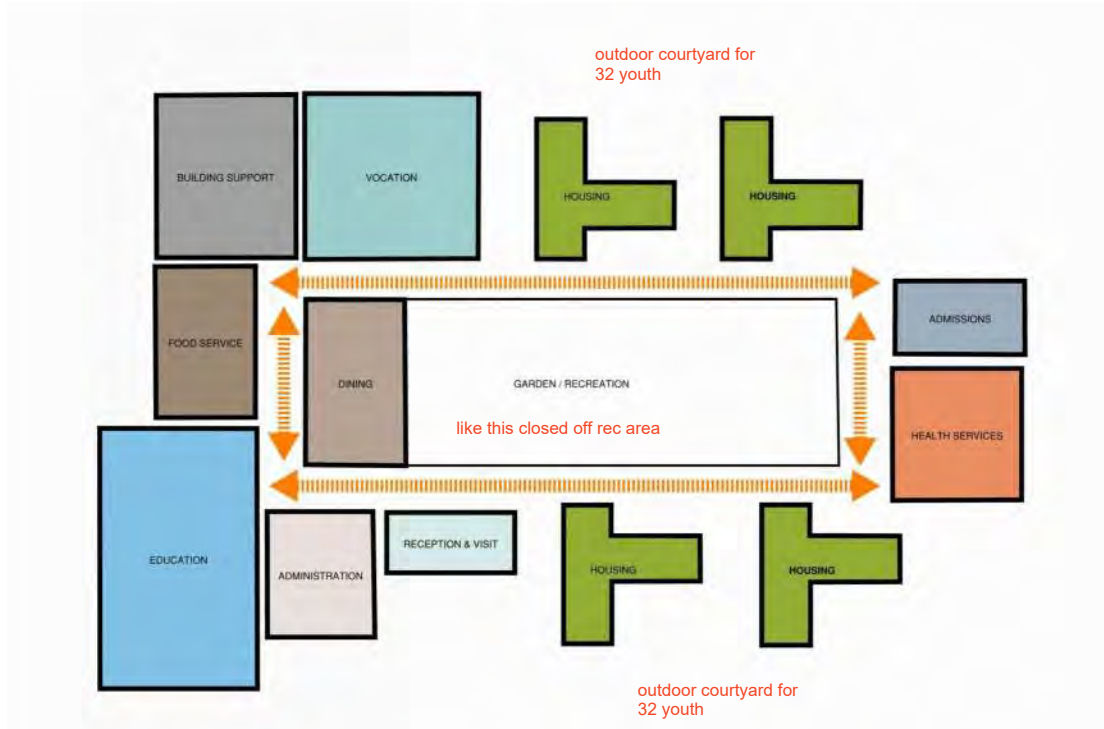 outdoor courtyard for
32 youth
BUILDING SUPPORT
VOCATION
HOUSING
HOUSING
ADMISSIONS
FOOD SERVICE
DINING
GARDEN / RECREATION
like this closed off rec area
HEALTH SERVICES
EDUCATION
ADMINISTRATION
RECEPTION & VISIT
HOUSING
HOUSING
outdoor courtyard for
32 youth